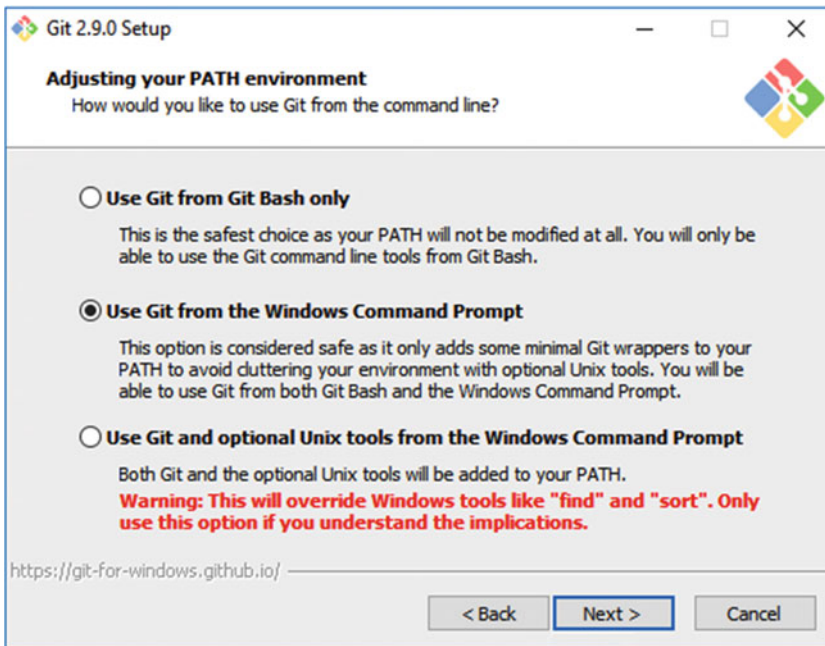 Git 2.9.0 Setup
Adjusting your PATH environment
How would you like to use Git from the command line?
Use Git from Git Bash only
This is the safest choice as your PATH will not be modified at all. You will only be
able to use the Git command line tools from Git Bash.
Use Git from the Windows Command Prompt
This option is considered safe as it only adds some minimal Git wrappers to your
PATH to avoid cluttering your environment with optional Unix tools. You will be
able to use Git from both Git Bash and the Windows Command Prompt.
Use Git and optional Unix tools from the Windows Command Prompt
Both Git and the optional Unix tools will be added to your PATH.
Warning: This will override Windows tools like "find" and "sort". Only
use this option if you understand the implications.
https://git-for-windows.github.io/
< Back Next > Cancel